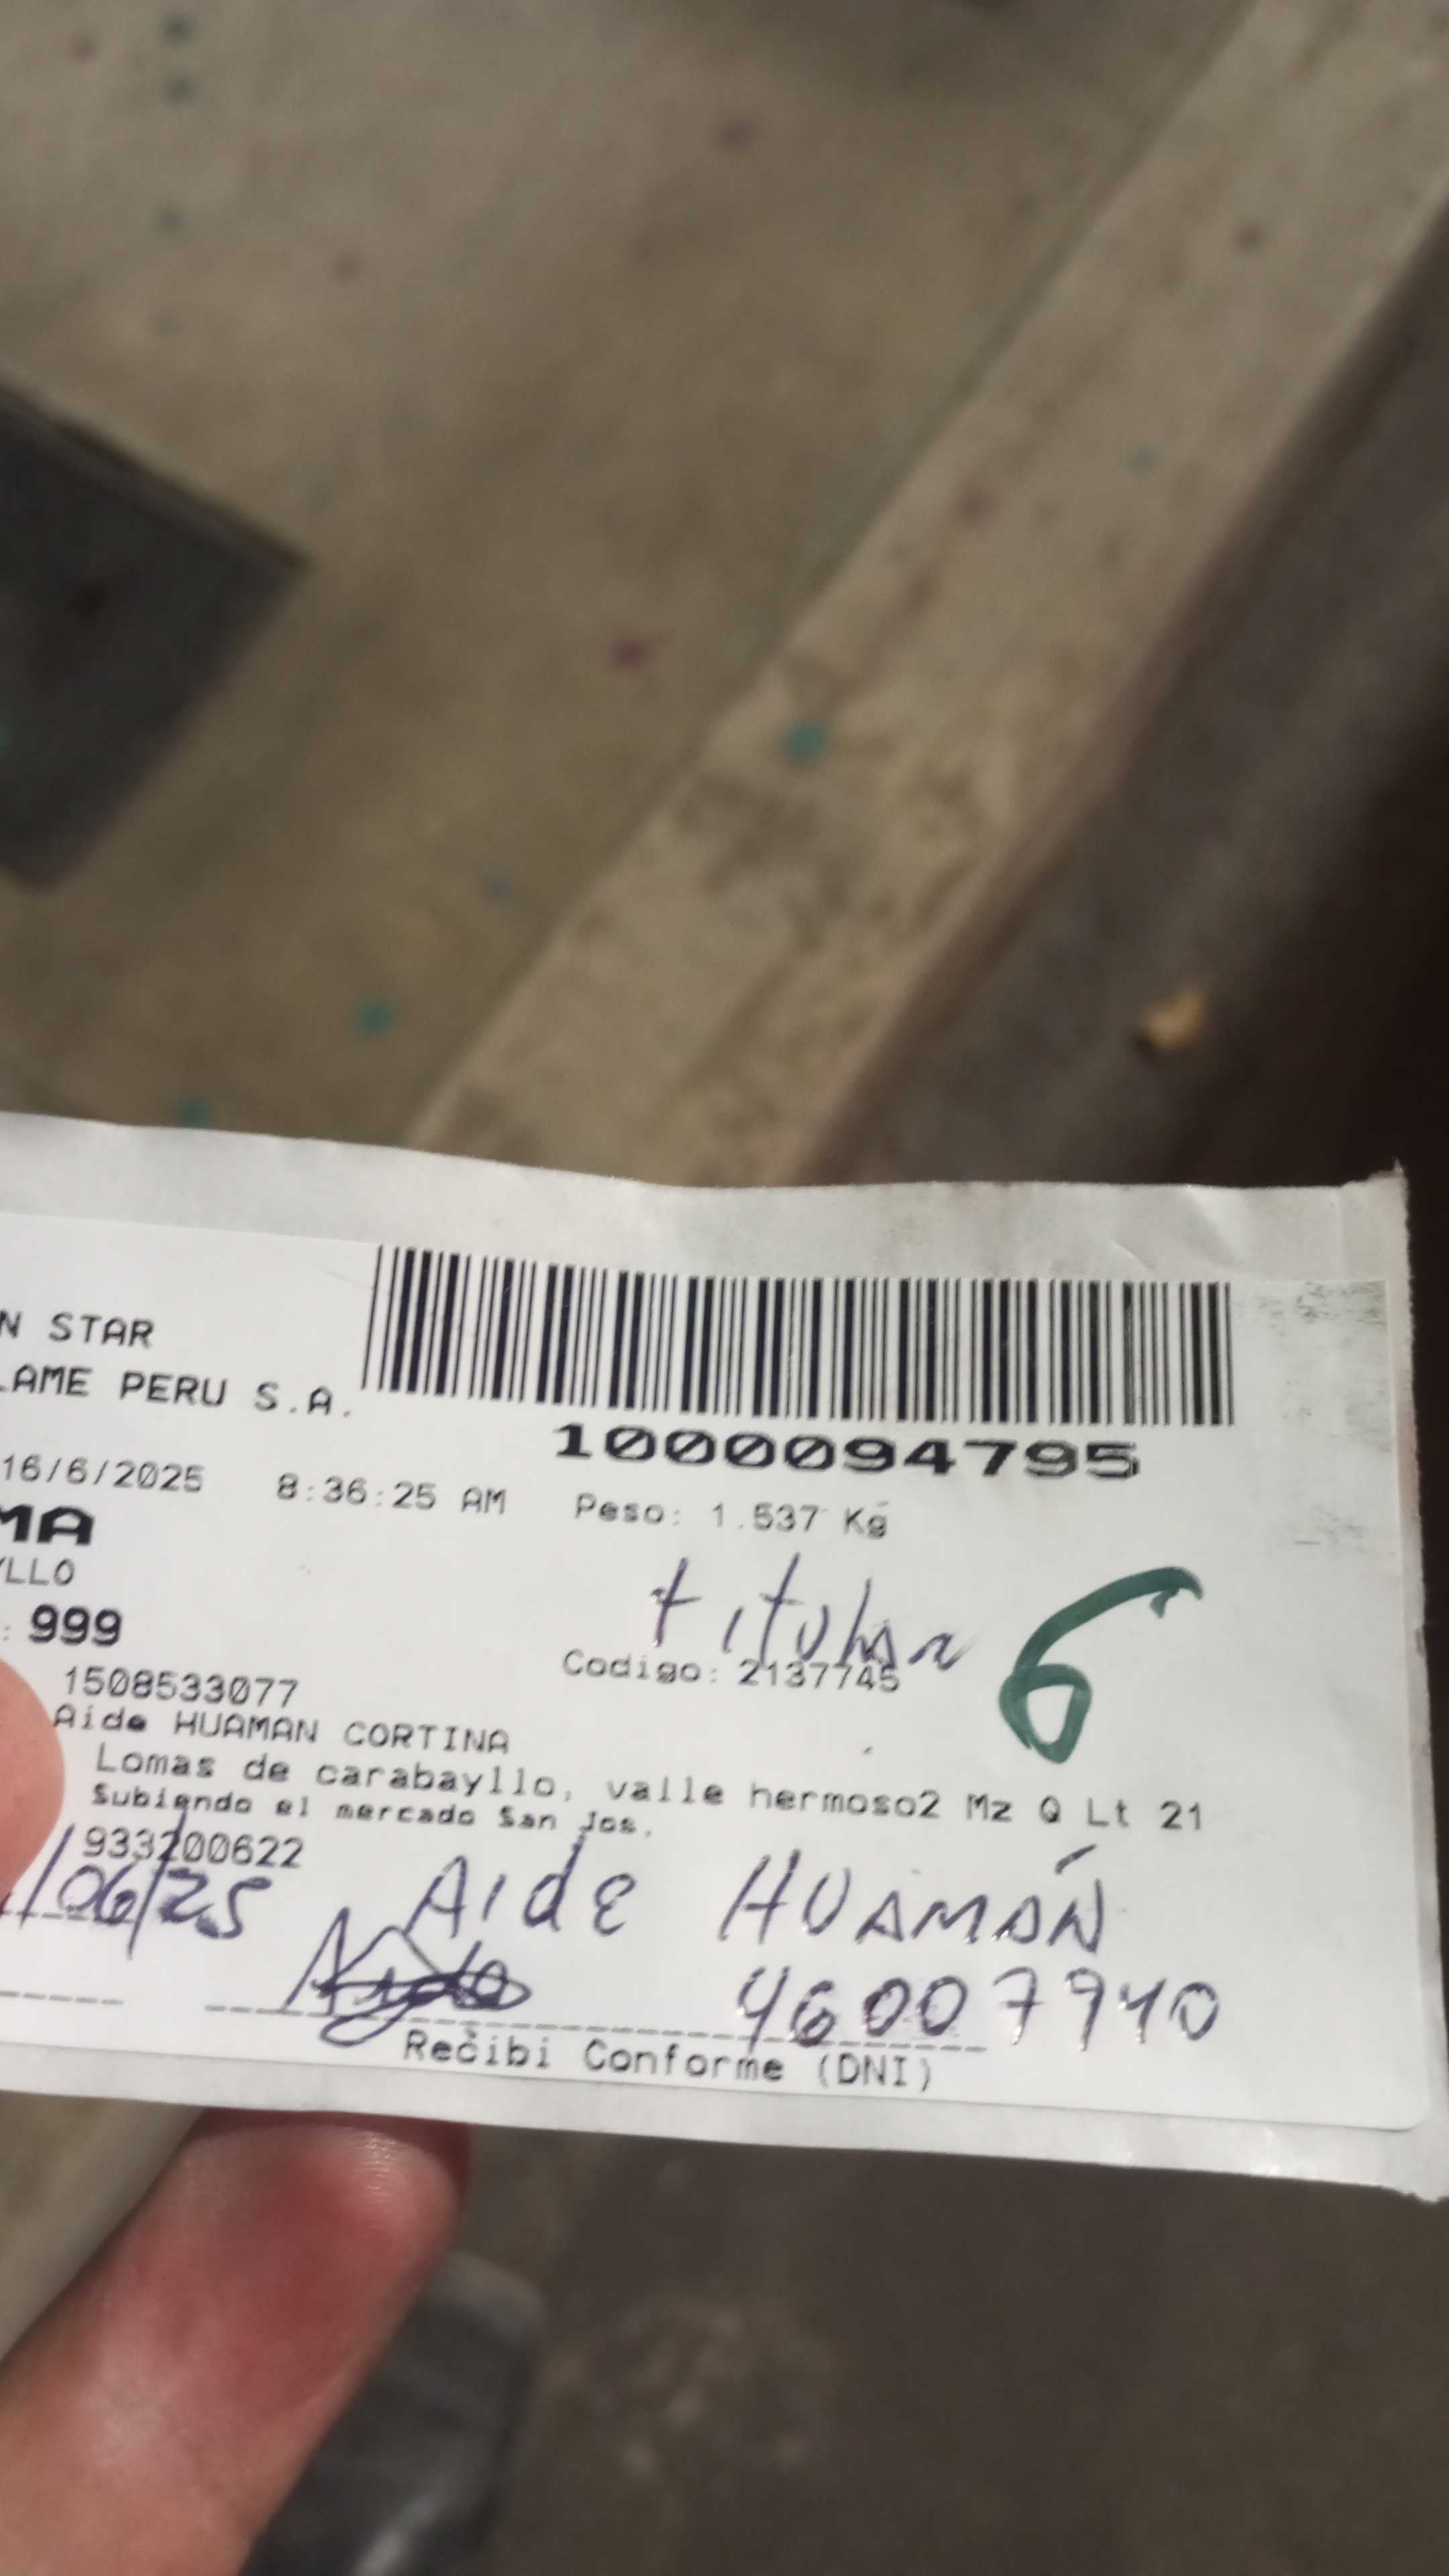 N STAR
LAME PERU S.A.
1000094795
16/6/2025 8:36:25 AM Peso: 1.537 Kg
MA
YLLO
titular
: 999
6
1508533077 Codigo: 2137745
Aide HUAMAN CORTINA
Lomas de carabayllo, valle hermoso2 Mz Q Lt 21
Subiendo el mercado San Jos.
933200622
/06/25 Aide HUAMÁN
Aide 46007940
Recibi Conforme (DNI)